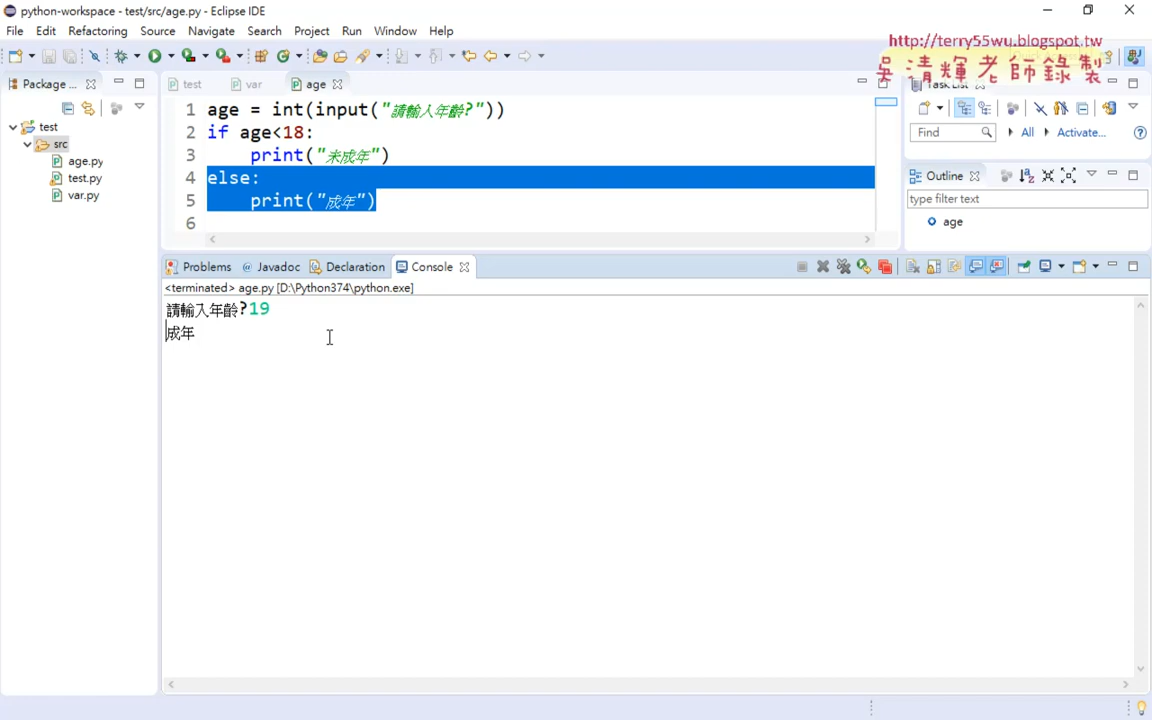 python-workspace - test/src/age.py - Eclipse IDE
File Edit Refactoring Source Refactoring Navigate Search Project Run Window Help
http://terry55wu.blogspot.tw
吳清輝老師錄製
Package ...
test var age
Task List
test
src
age.py
test.py
var.py
1 age = int(input("請輸入年齡?"))
2 if age<18:
3 print("未成年")
4 else:
5 print("成年")
6
Find All Activate...
Outline
type filter text
age
Problems @ Javadoc Declaration Console
<terminated> age.py [D:\Python374\python.exe]
請輸入年齡?19
成年